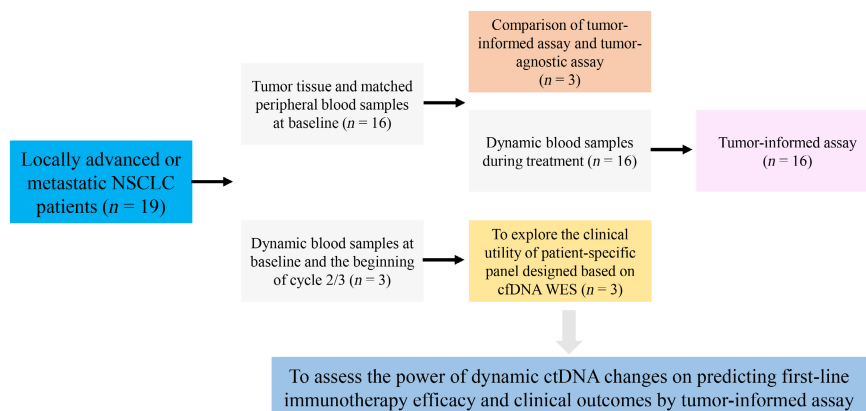 Locally advanced or
metastatic NSCLC
patients (n = 19)
Tumor tissue and matched
peripheral blood samples
at baseline (n = 16)
Comparison of tumor-
informed assay and tumor-
agnostic assay
(n = 3)
Dynamic blood samples
during treatment (n = 16)
Tumor-informed assay
(n = 16)
Dynamic blood samples at
baseline and the beginning
of cycle 2/3 (n = 3)
To explore the clinical
utility of patient-specific
panel designed based on
cfDNA WES (n = 3)
To assess the power of dynamic ctDNA changes on predicting first-line
immunotherapy efficacy and clinical outcomes by tumor-informed assay